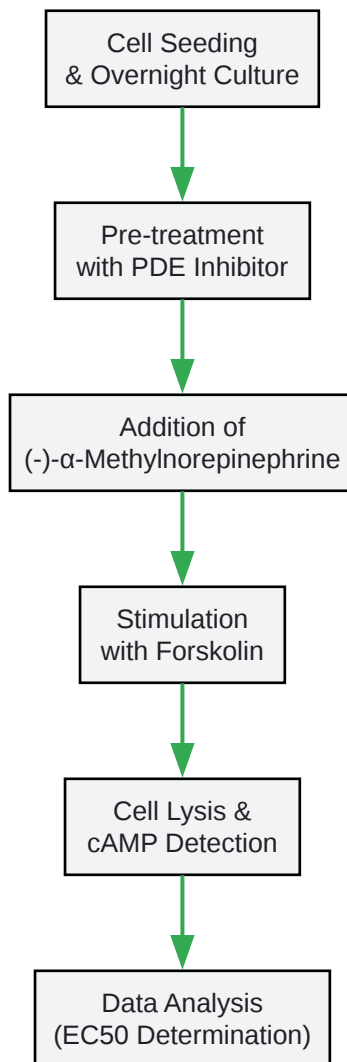 Cell Seeding
& Overnight Culture
Pre-treatment
with PDE Inhibitor
Addition of
(-)-α-Methylnorepinephrine
Stimulation
with Forskolin
Cell Lysis &
cAMP Detection
Data Analysis
(EC50 Determination)